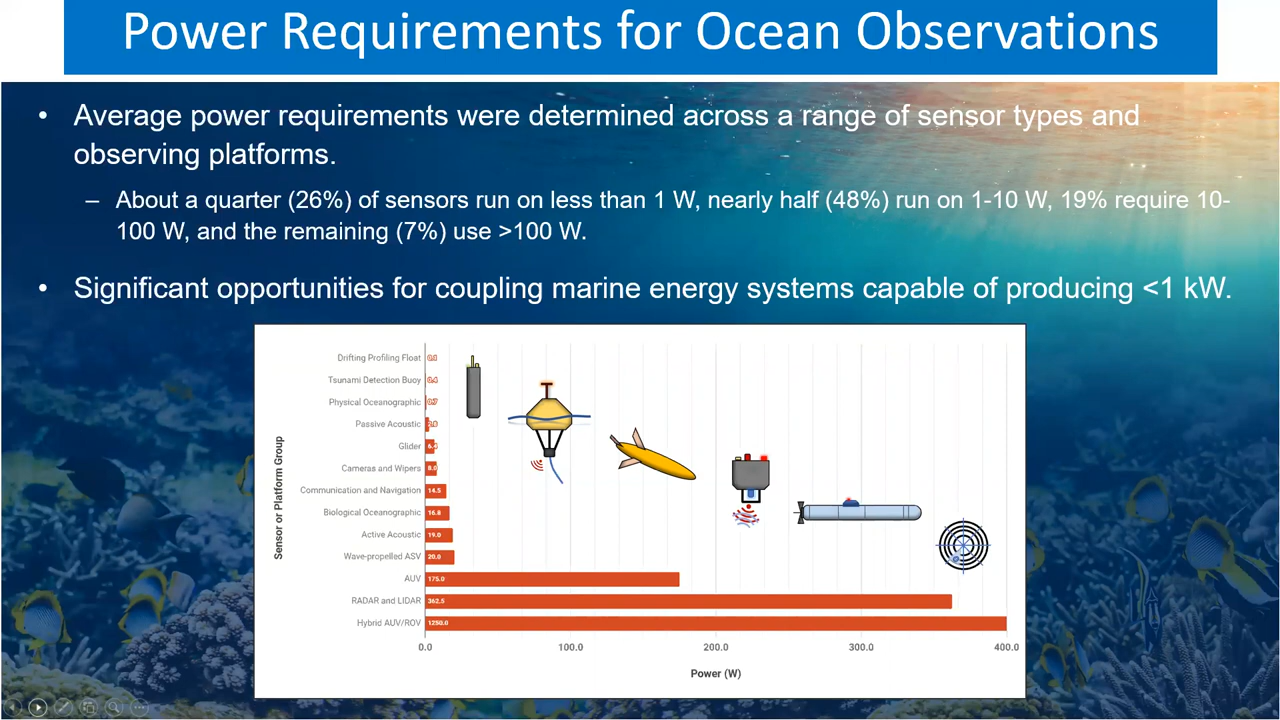 Power Requirements for Ocean Observations
• Average power requirements were determined across a range of sensor types and
observing platforms.
– About a quarter (26%) of sensors run on less than 1 W, nearly half (48%) run on 1-10 W, 19% require 10-
100 W, and the remaining (7%) use >100 W.
• Significant opportunities for coupling marine energy systems capable of producing <1 kW.
Sensor or Platform Group
Drifting Profiling Float
Tsunami Detection Buoy
Physical Oceanographic
Passive Acoustic
Glider
Cameras and Wipers 8.0
Communication and Navigation 14.5
Biological Oceanographic 16.8
Active Acoustic 19.0
Wave-propelled ASV 20.0
AUV 175.0
RADAR and LIDAR 362.5
Hybrid AUV/ROV 1250.0
0.0 100.0 200.0 300.0 400.0
Power (W)